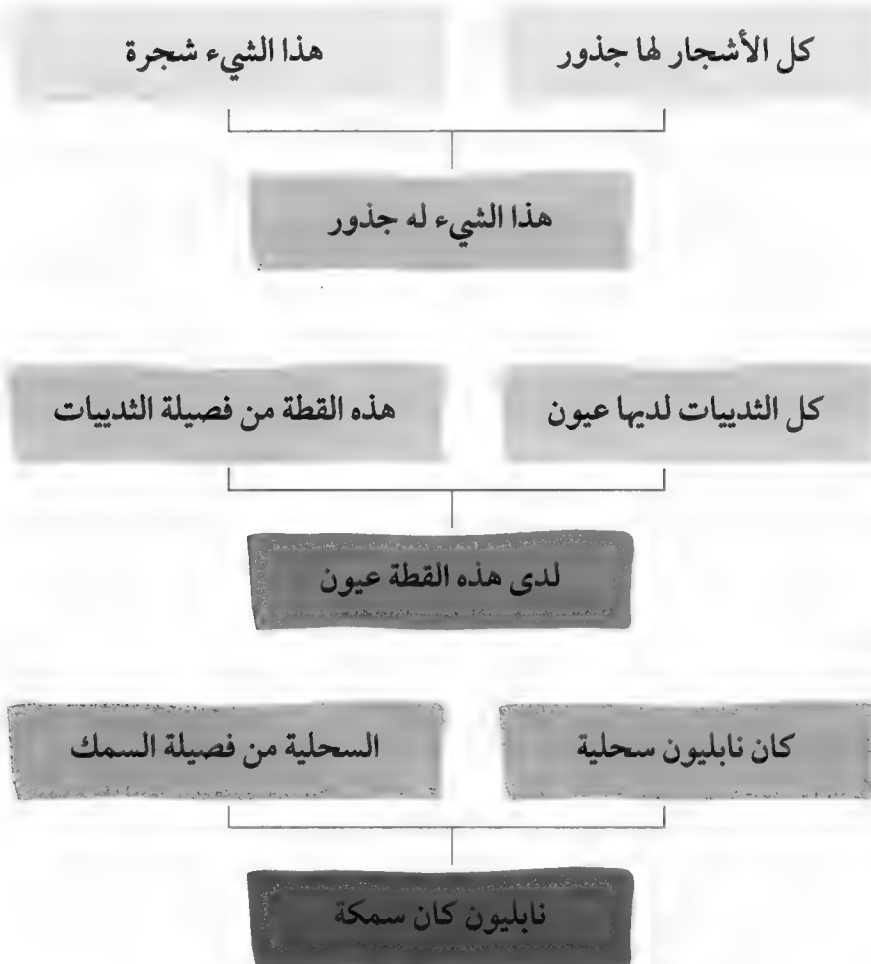 كل الأشجار لها جذور
هذا الشيء شجرة
هذا الشيء له جذور
كل الثدييات لديها عيون
هذه القطة من فصيلة الثدييات
لدى هذه القطة عيون
كان نابليون سحلية
السحلية من فصيلة السمك
نابليون كان سمكة